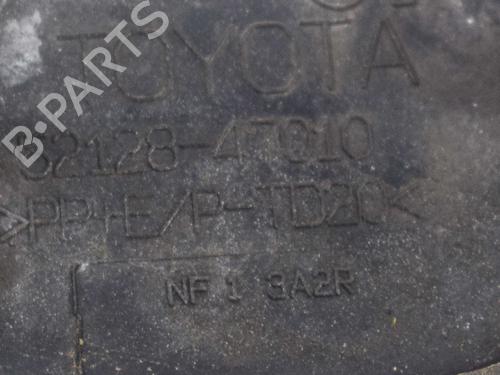 B-PARTS
TOYOTA
52128-47010
>PP+E/P-TD20<
NF 1 3A2R